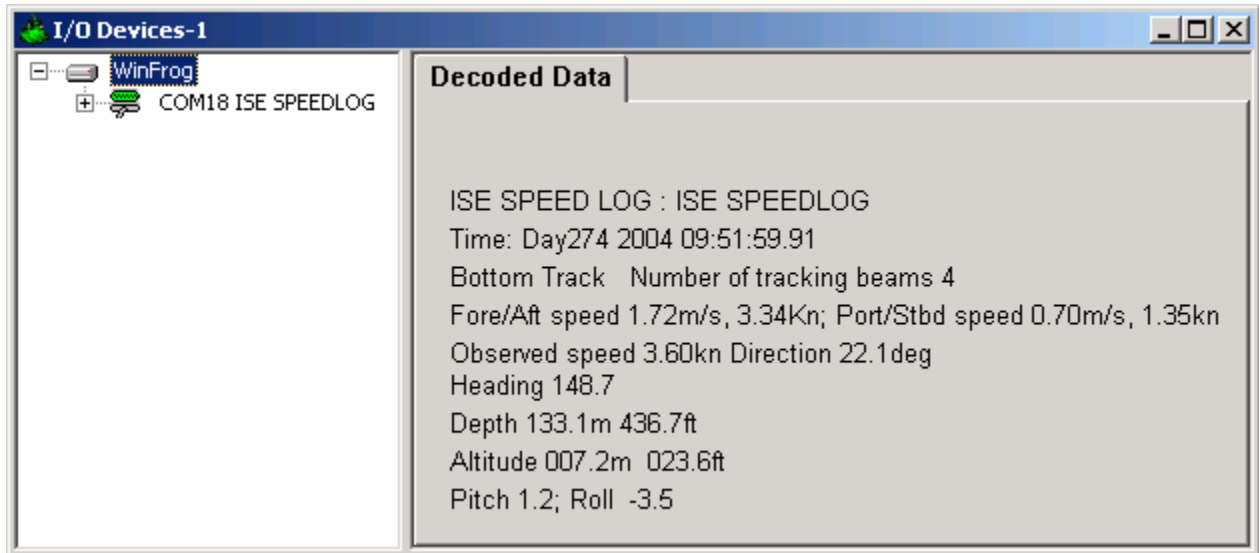 I/O Devices-1
WinFrog
COM18 ISE SPEEDLOG
Decoded Data
ISE SPEED LOG : ISE SPEEDLOG
Time: Day274 2004 09:51:59.91
Bottom Track   Number of tracking beams 4
Fore/Aft speed 1.72m/s, 3.34Kn; Port/Stbd speed 0.70m/s, 1.35kn
Observed speed 3.60kn Direction 22.1deg
Heading 148.7
Depth 133.1m 436.7ft
Altitude 007.2m  023.6ft
Pitch 1.2; Roll  -3.5